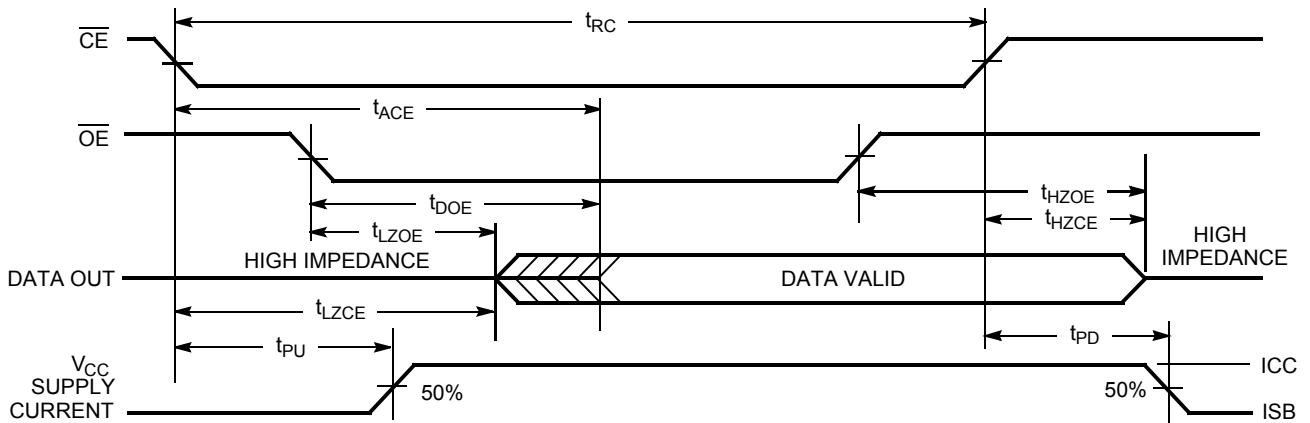 tRC
CE
tACE
OE
tHZOE
tDOE
tHZCE
tLZOE
HIGH IMPEDANCE
HIGH
IMPEDANCE
DATA OUT
DATA VALID
tLZCE
tPU
tPD
VCC
SUPPLY
CURRENT
50%
50%
ICC
ISB